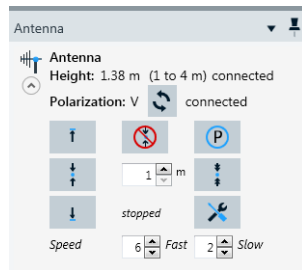 Antenna
Antenna
Height: 1.38 m (1 to 4 m) connected
Polarization: V connected
P
1 m
stopped
Speed 6 Fast 2 Slow